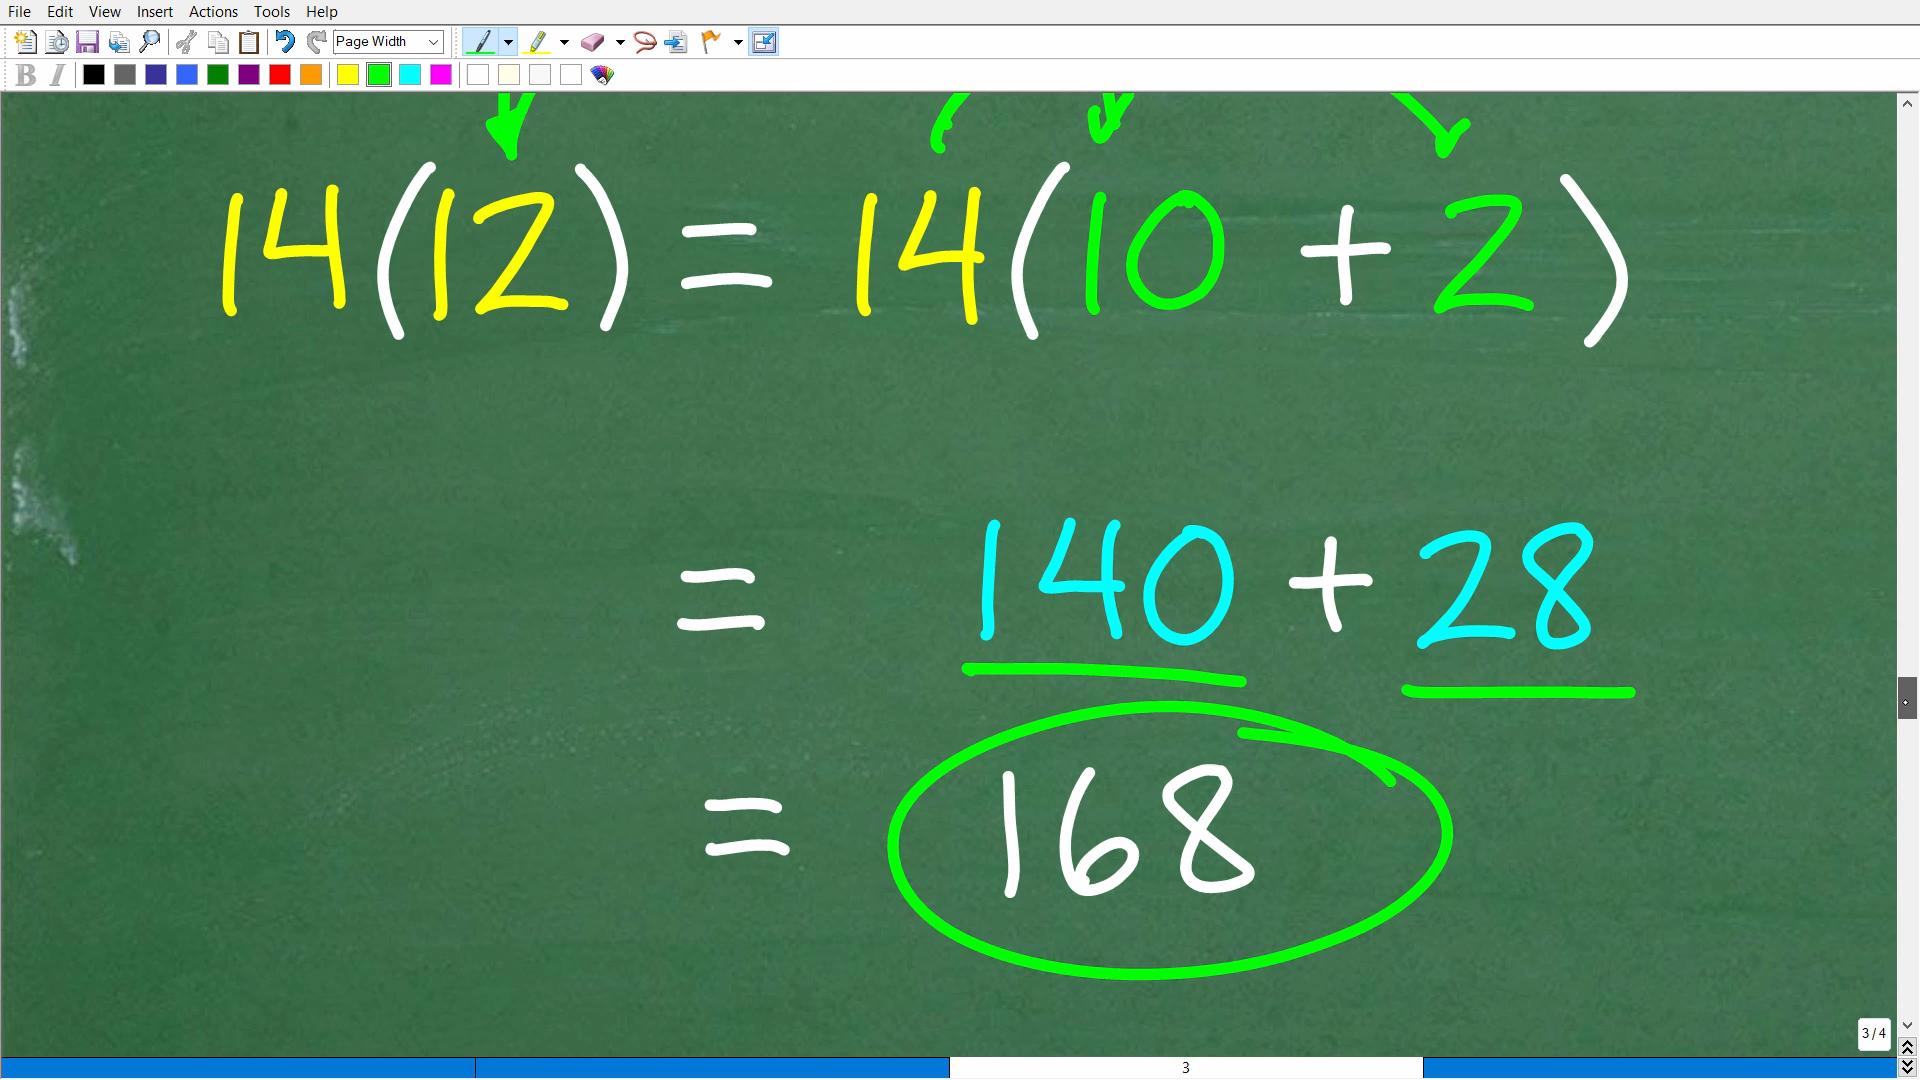 File Edit View Insert Actions Tools Help
Page Width
B I
14(12) = 14(10 + 2)
= 140 + 28
= 168
3 / 4
3